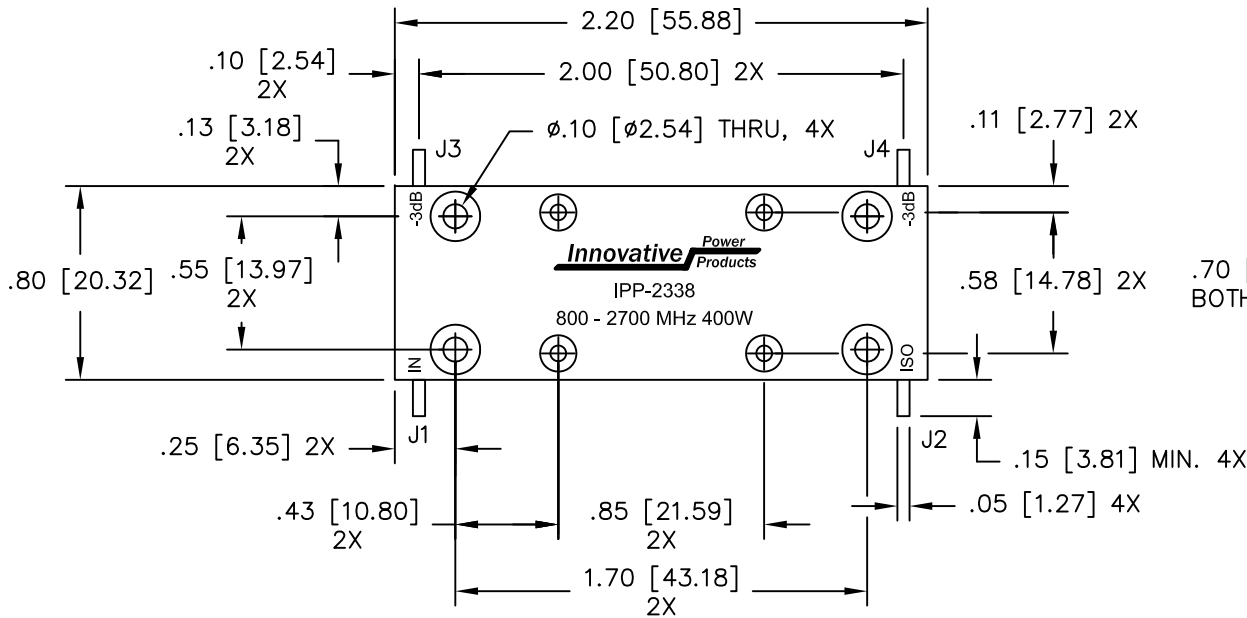 2.20 [55.88]
.10 [2.54]
2X
2.00 [50.80] 2X
.13 [3.18]
2X
ø.10 [ø2.54] THRU, 4X
.11 [2.77] 2X
J3
J4
-3dB
-3dB
Innovative Power
Products
.80 [20.32]
.55 [13.97]
2X
IPP-2338
800 - 2700 MHz 400W
.58 [14.78] 2X
.70 [
BOTH
IN
ISO
J1
J2
.25 [6.35] 2X
.15 [3.81] MIN. 4X
.43 [10.80]
2X
.85 [21.59]
2X
.05 [1.27] 4X
1.70 [43.18]
2X